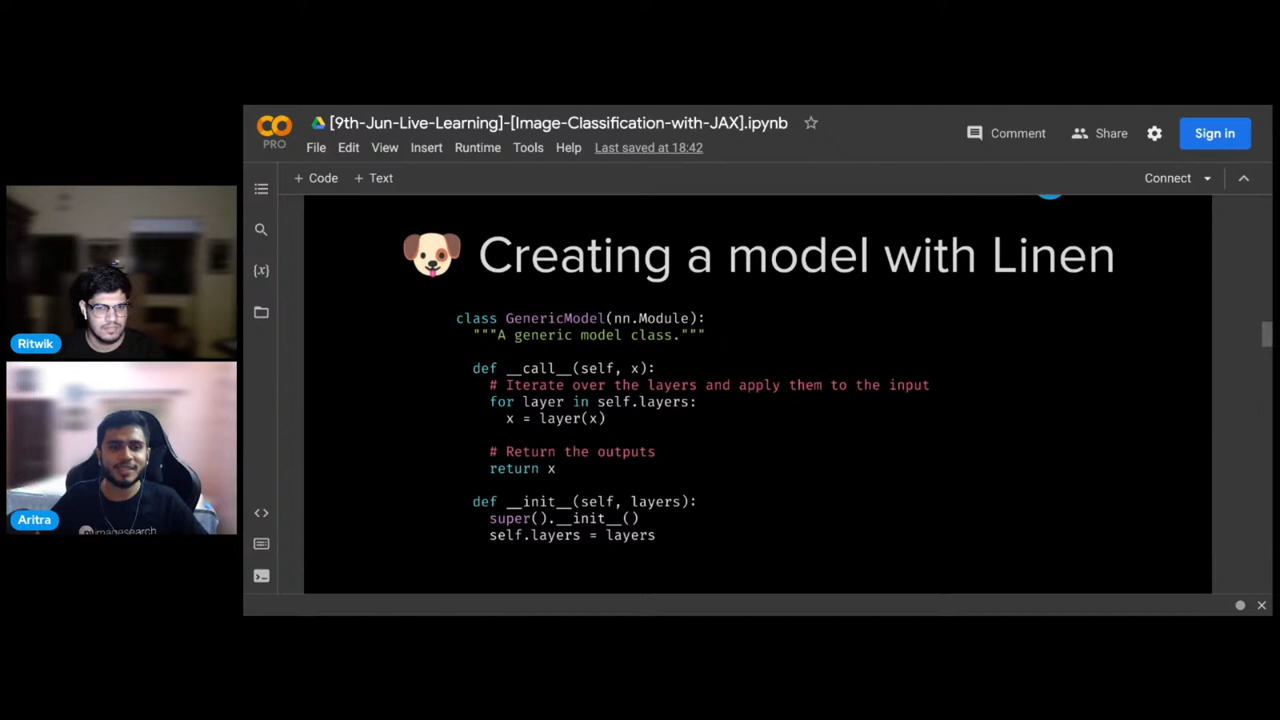 CO
PRO
[9th-Jun-Live-Learning]-[Image-Classification-with-JAX].ipynb
Comment
Share
Sign in
File Edit View Insert Runtime Tools Help Last saved at 18:42
+ Code + Text
Connect
Creating a model with Linen
class GenericModel(nn.Module):
"""A generic model class."""
def __call__(self, x):
# Iterate over the layers and apply them to the input
for layer in self.layers:
x = layer(x)
# Return the outputs
return x
def __init__(self, layers):
super().__init__()
self.layers = layers
{x}
Ritwik
Aritra
pyimagesearch